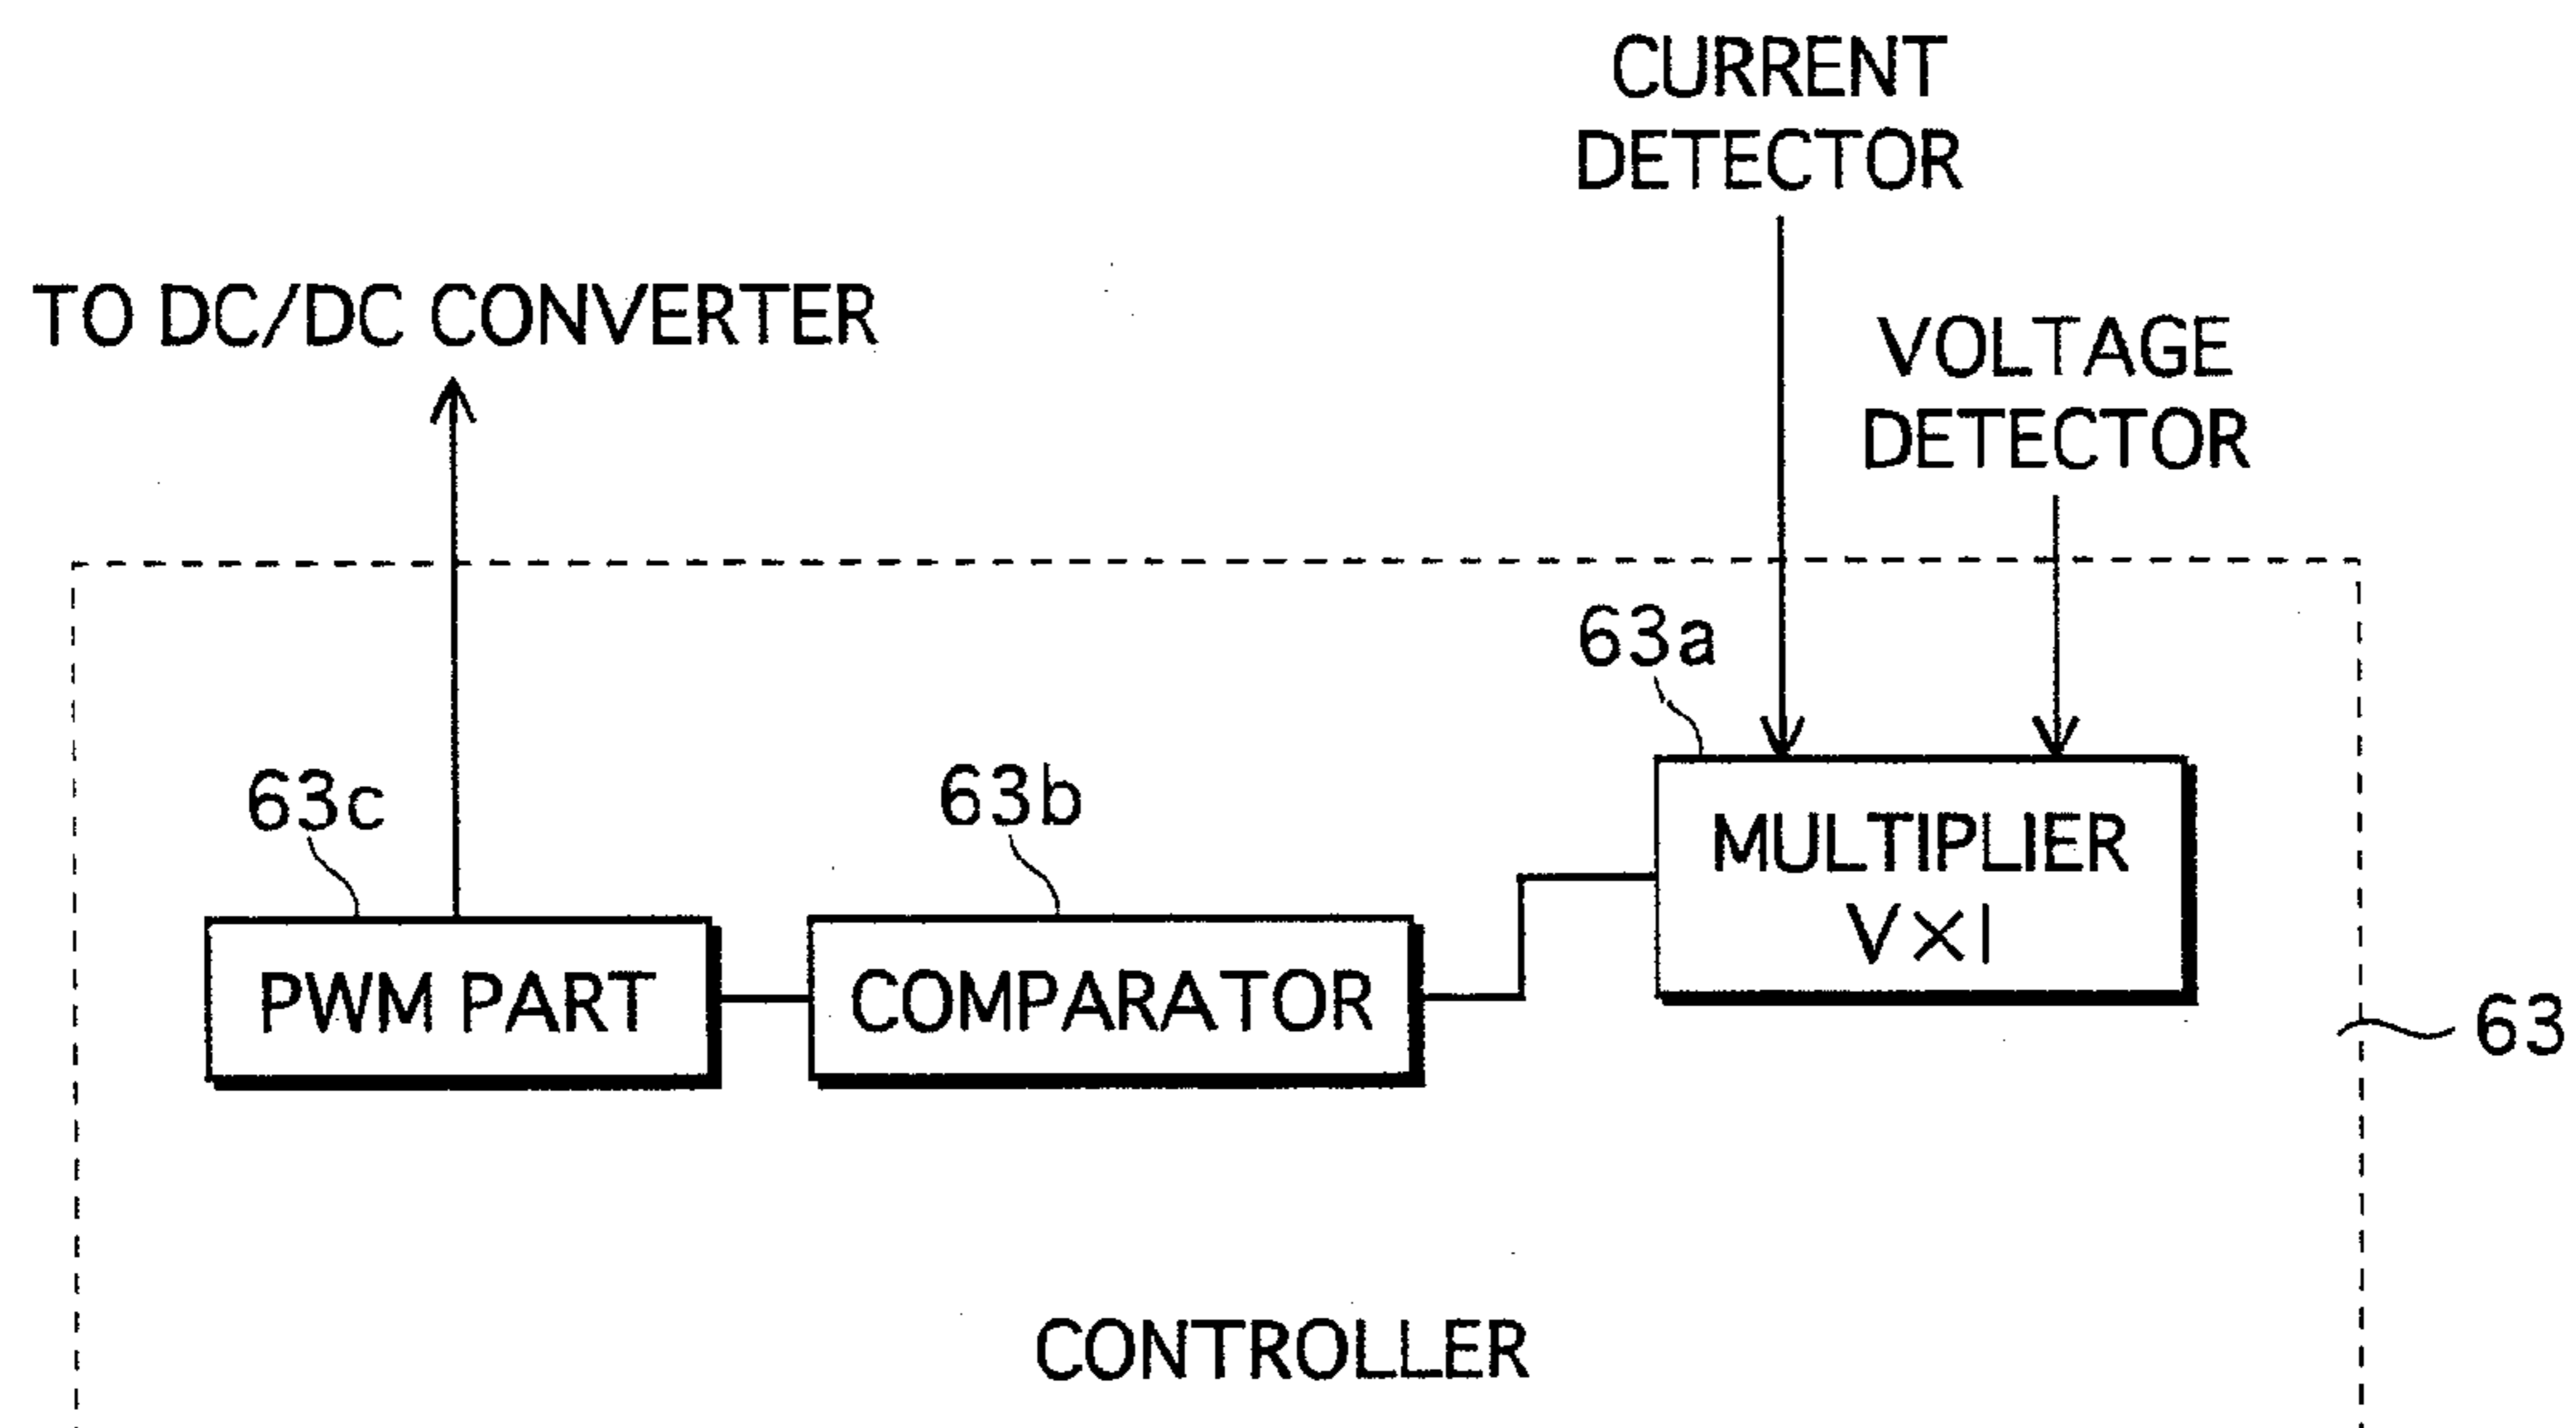 CURRENT
DETECTOR
TO DC/DC CONVERTER
VOLTAGE
DETECTOR
63a
63c
63b
MULTIPLIER
V×I
PWM PART
COMPARATOR
63
CONTROLLER